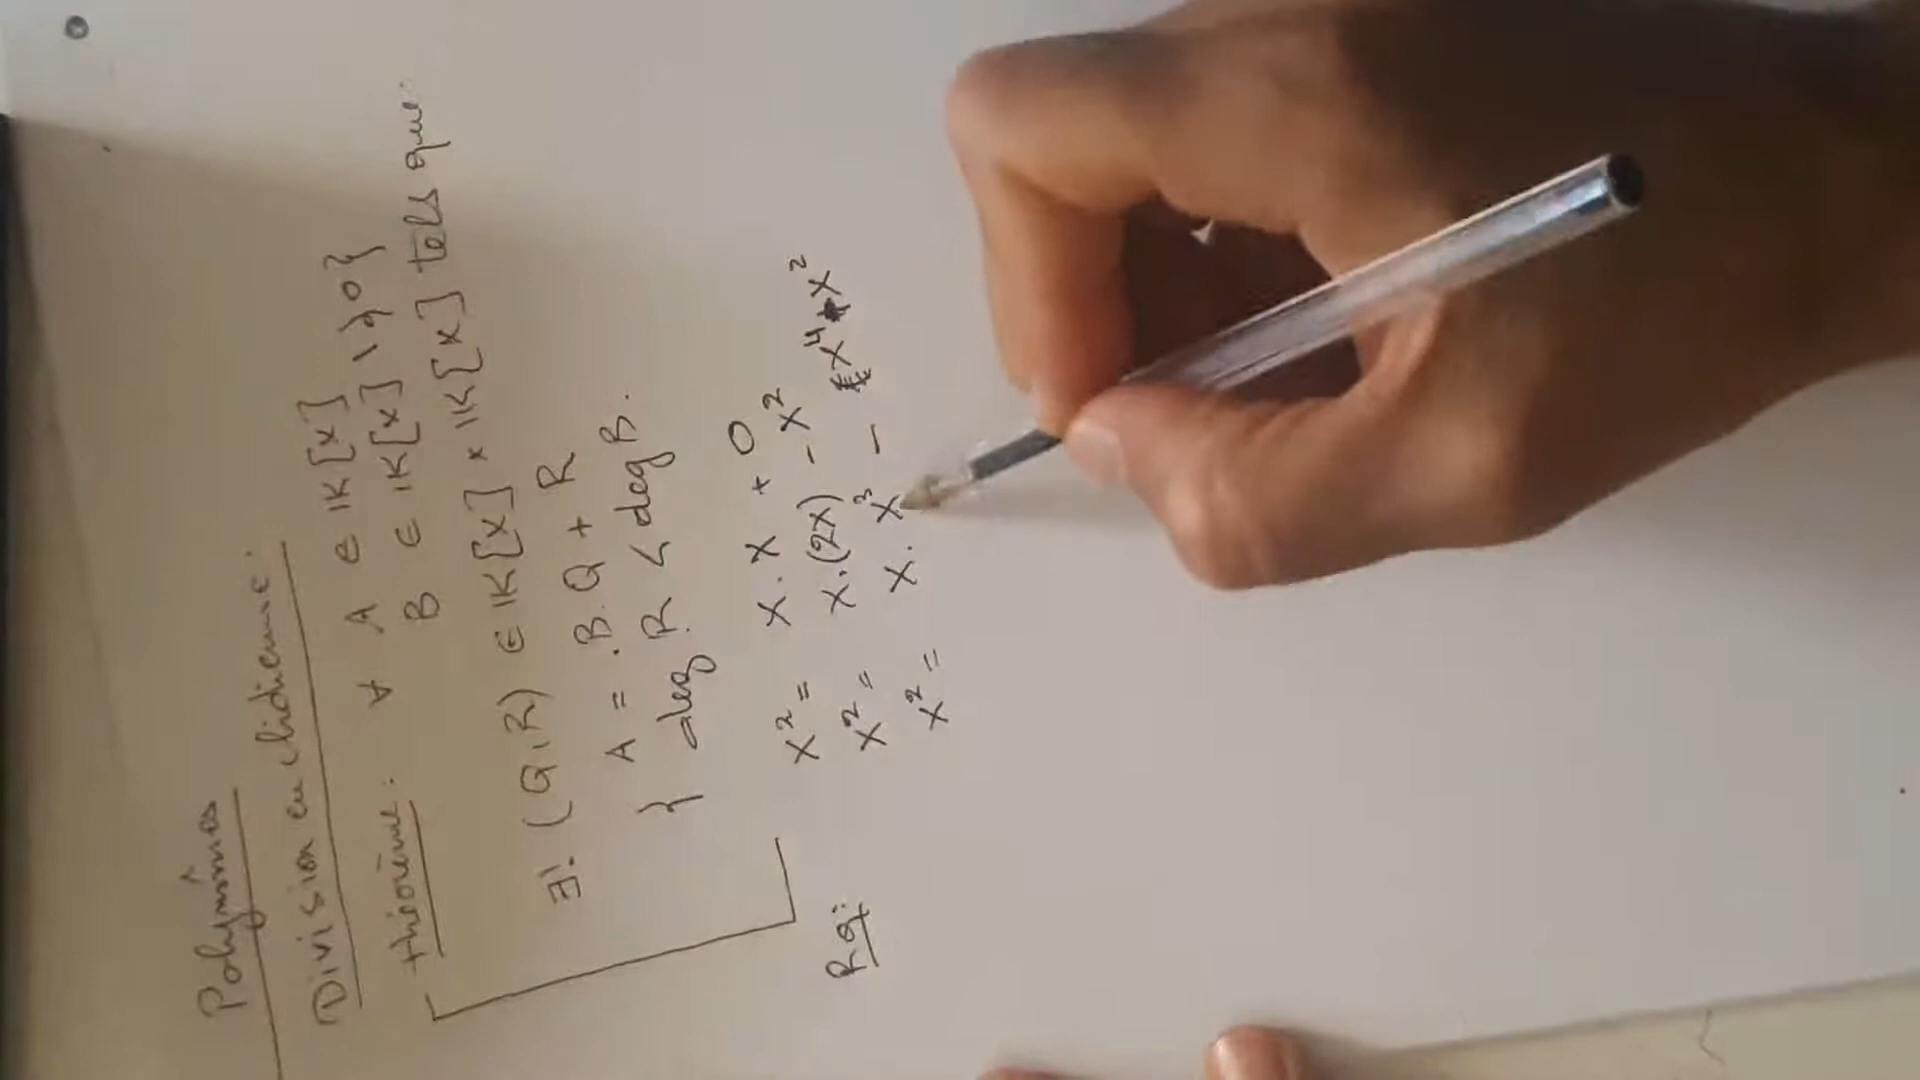 Polynômes
Division euclidienne :
théorème : ∀ A ∈ IK[X]
B ∈ IK[X] \ {0}
∃! (Q,R) ∈ IK[X] × IK[X] tels que :
{ A = B.Q + R
deg R < deg B.
Rq: X² = X . X + 0
X² = X.(2X) - X²
X² = X . X³ - X⁴ + X²